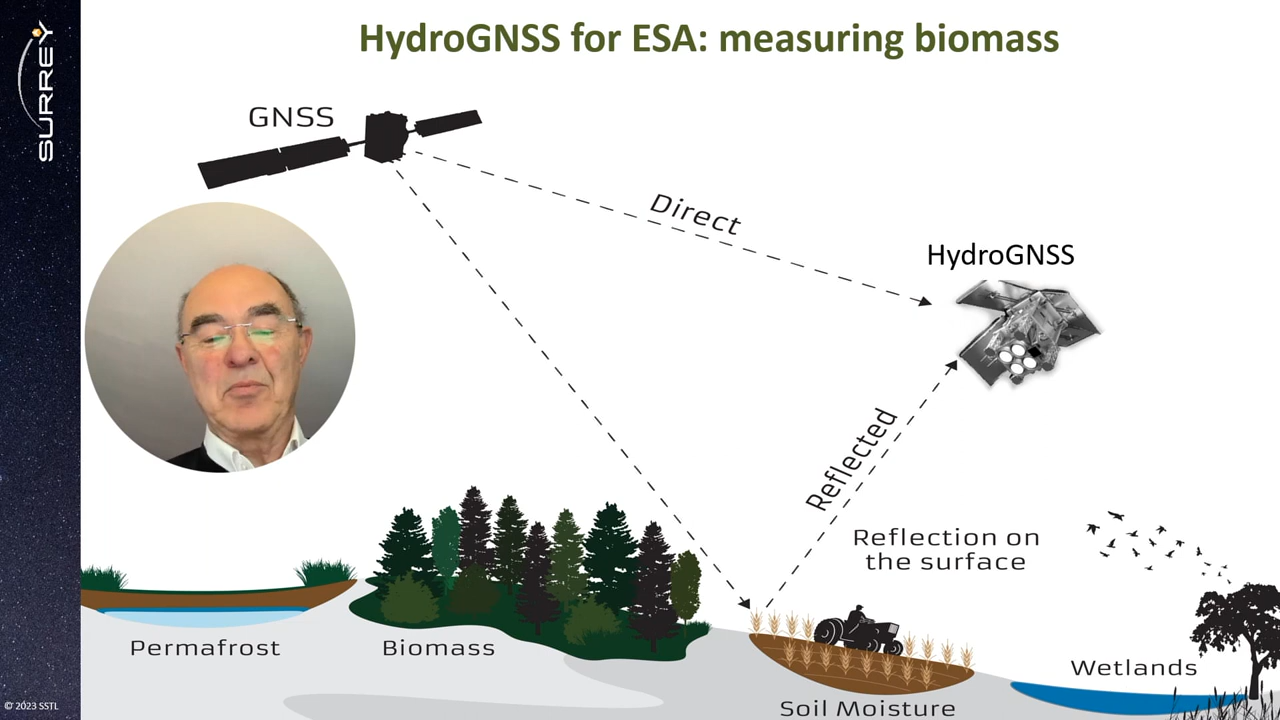 SURREY
HydroGNSS for ESA: measuring biomass
GNSS
Direct
HydroGNSS
Reflected
Reflection on
the surface
Permafrost
Biomass
Soil Moisture
Wetlands
© 2023 SSTL